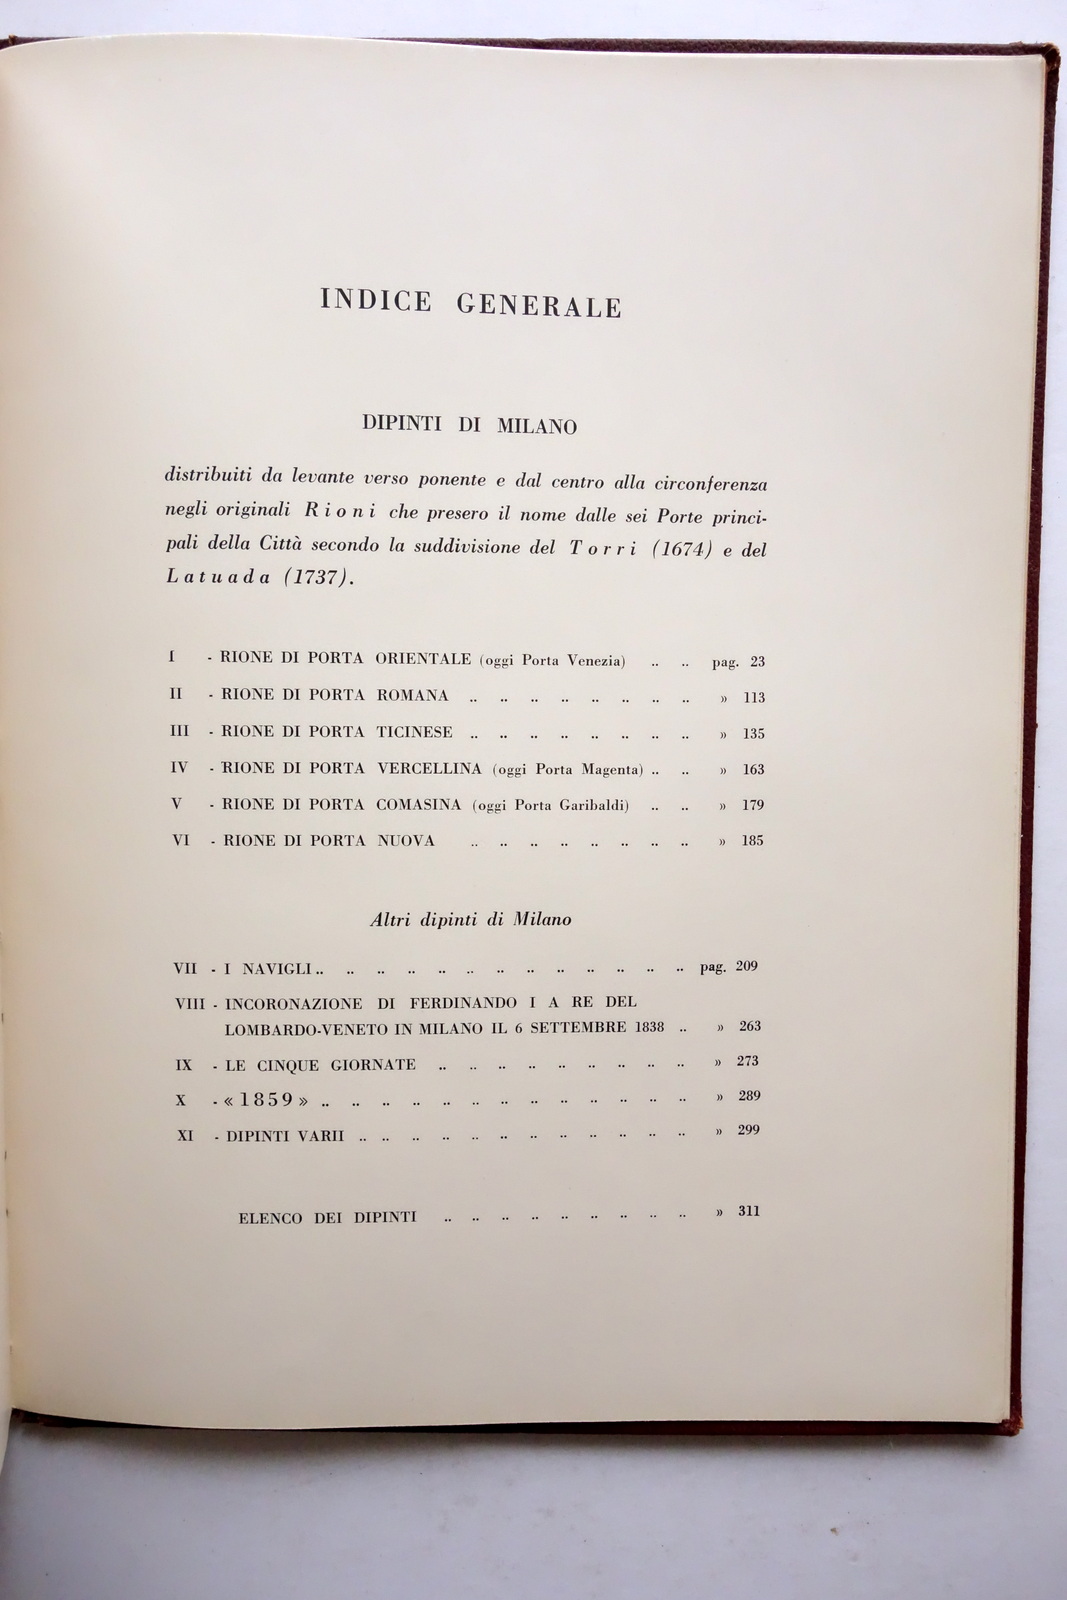 INDICE GENERALE
DIPINTI DI MILANO
distribuiti da levante verso ponente e dal centro alla circonferenza
negli originali Rioni che presero il nome dalle sei Porte princi-
pali della Città secondo la suddivisione del Torri (1674) e del
Latuada (1737).
I - RIONE DI PORTA ORIENTALE (oggi Porta Venezia) .. .. pag. 23
II - RIONE DI PORTA ROMANA .. .. .. .. .. .. .. .. » 113
III - RIONE DI PORTA TICINESE .. .. .. .. .. .. .. .. » 135
IV - RIONE DI PORTA VERCELLINA (oggi Porta Magenta) .. .. » 163
V - RIONE DI PORTA COMASINA (oggi Porta Garibaldi) .. .. » 179
VI - RIONE DI PORTA NUOVA .. .. .. .. .. .. .. .. » 185
Altri dipinti di Milano
VII - I NAVIGLI .. .. .. .. .. .. .. .. .. .. .. .. .. pag. 209
VIII - INCORONAZIONE DI FERDINANDO I A RE DEL
LOMBARDO-VENETO IN MILANO IL 6 SETTEMBRE 1838 .. » 263
IX - LE CINQUE GIORNATE .. .. .. .. .. .. .. .. .. » 273
X - « 1859 » .. .. .. .. .. .. .. .. .. .. .. .. .. » 289
XI - DIPINTI VARII .. .. .. .. .. .. .. .. .. .. .. .. » 299
ELENCO DEI DIPINTI .. .. .. .. .. .. .. .. .. » 311